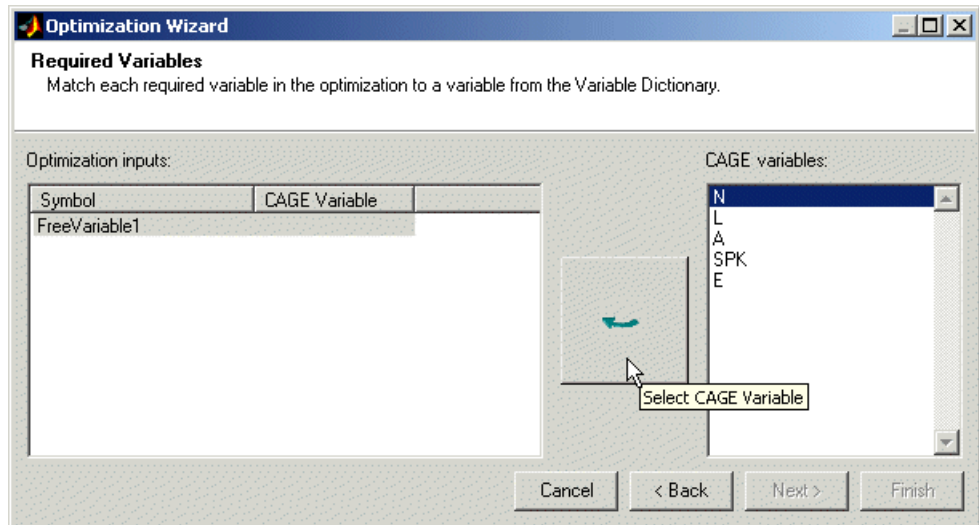 Optimization Wizard
Required Variables
Match each required variable in the optimization to a variable from the Variable Dictionary.
Optimization inputs:
CAGE variables:
Symbol CAGE Variable
FreeVariable1
N
L
A
SPK
E
Select CAGE Variable
Cancel < Back Next > Finish